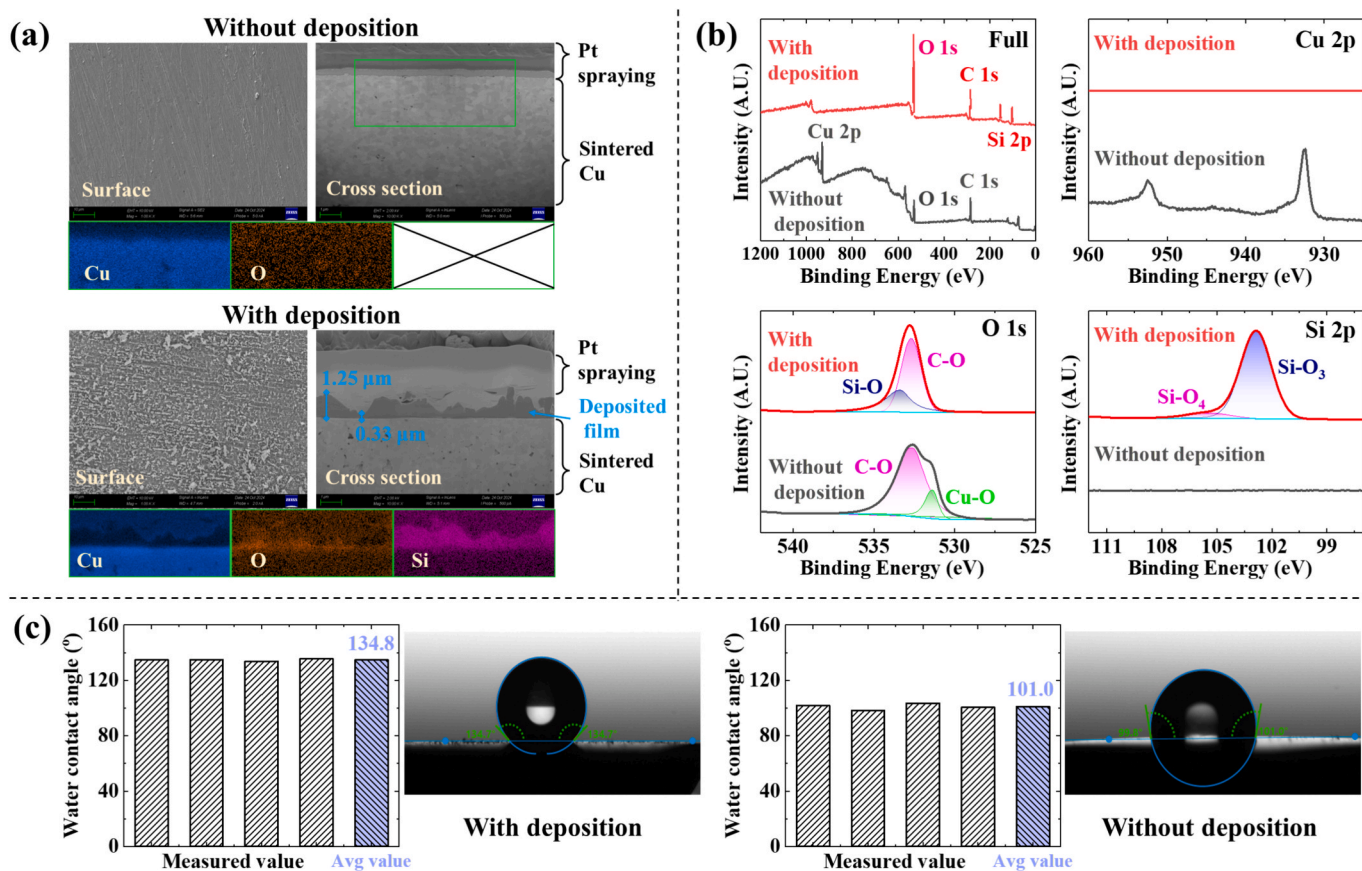 (a)
Without deposition
Surface
Cross section
Pt
spraying
Sintered
Cu
Cu
O
With deposition
Surface
1.25 μm
0.33 μm
Cross section
Pt
spraying
Deposited
film
Sintered
Cu
Cu
O
Si
(b)
Intensity (A.U.)
With
deposition
O 1s
Full
C 1s
Si 2p
Cu 2p
Without
deposition
O 1s
C 1s
1200 1000 800 600 400 200 0
Binding Energy (eV)
Intensity (A.U.)
With deposition
Cu 2p
Without deposition
960 950 940 930
Binding Energy (eV)
Intensity (A.U.)
With
deposition
O 1s
C-O
Si-O
Without
deposition
C-O
Cu-O
540 535 530 525
Binding Energy (eV)
Intensity (A.U.)
With deposition
Si 2p
Si-O3
Si-O4
Without deposition
111 108 105 102 99
Binding Energy (eV)
(c)
Water contact angle (°)
160
120
80
40
0
134.8
Measured value
Avg value
With deposition
Water contact angle (°)
160
120
80
40
0
101.0
Measured value
Avg value
Without deposition